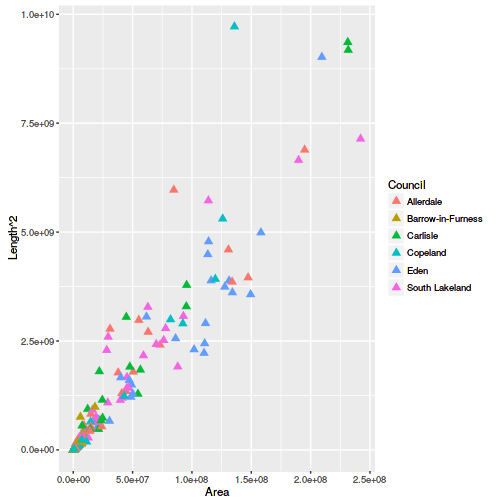 1.0e+10
7.5e+09
5.0e+09
2.5e+09
0.0e+00
Length^2
0.0e+00 5.0e+07 1.0e+08 1.5e+08 2.0e+08 2.5e+08
Area
Council
Allerdale
Barrow-in-Furness
Carlisle
Copeland
Eden
South Lakeland